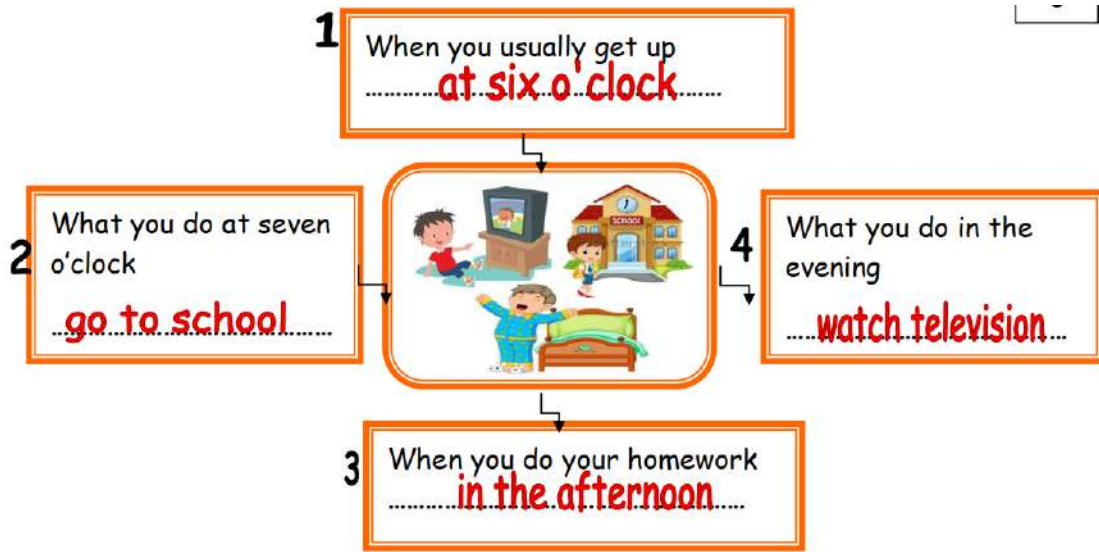 1
When you usually get up
at six o'clock
2
What you do at seven
o'clock
go to school
SCHOOL
4
What you do in the
evening
watch television
3
When you do your homework
in the afternoon